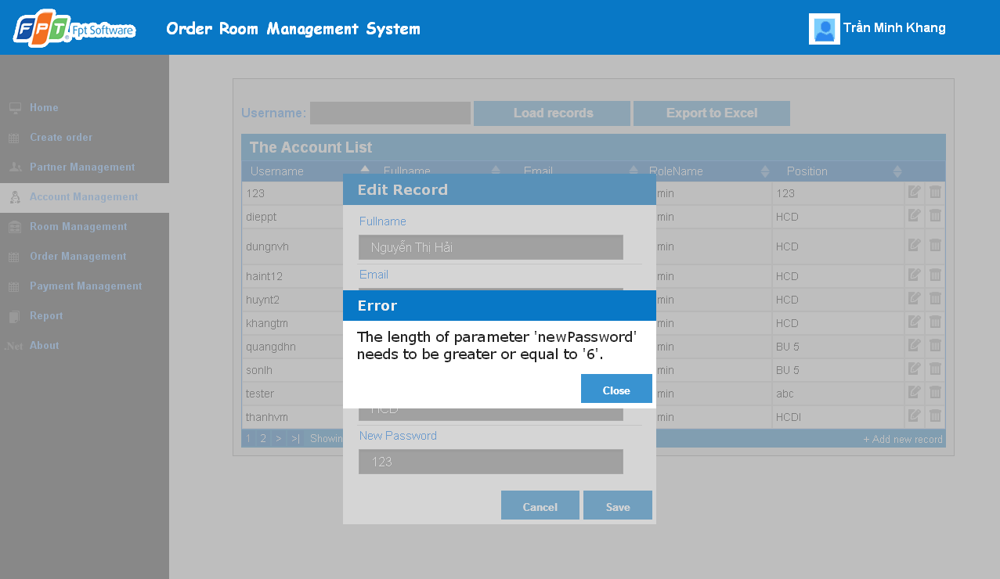 FPT Fpt Software
Order Room Management System
Trần Minh Khang
Home
Create order
Partner Management
Account Management
Room Management
Order Management
Payment Management
Report
.Net About
Username:
Load records
Export to Excel
The Account List
Username Fullname Email RoleName Position
123 min 123
dieppt min HCD
dungnvh min HCD
haint12 min HCD
huynt2 min HCD
khangtm min HCD
quangdhn min BU 5
sonlh min BU 5
tester min abc
thanhvm min HCDI
1 2 > >| Showin
+ Add new record
Edit Record
Fullname
Nguyễn Thị Hải
Email
Error
The length of parameter 'newPassword'
needs to be greater or equal to '6'.
Close
HCD
New Password
123
Cancel Save